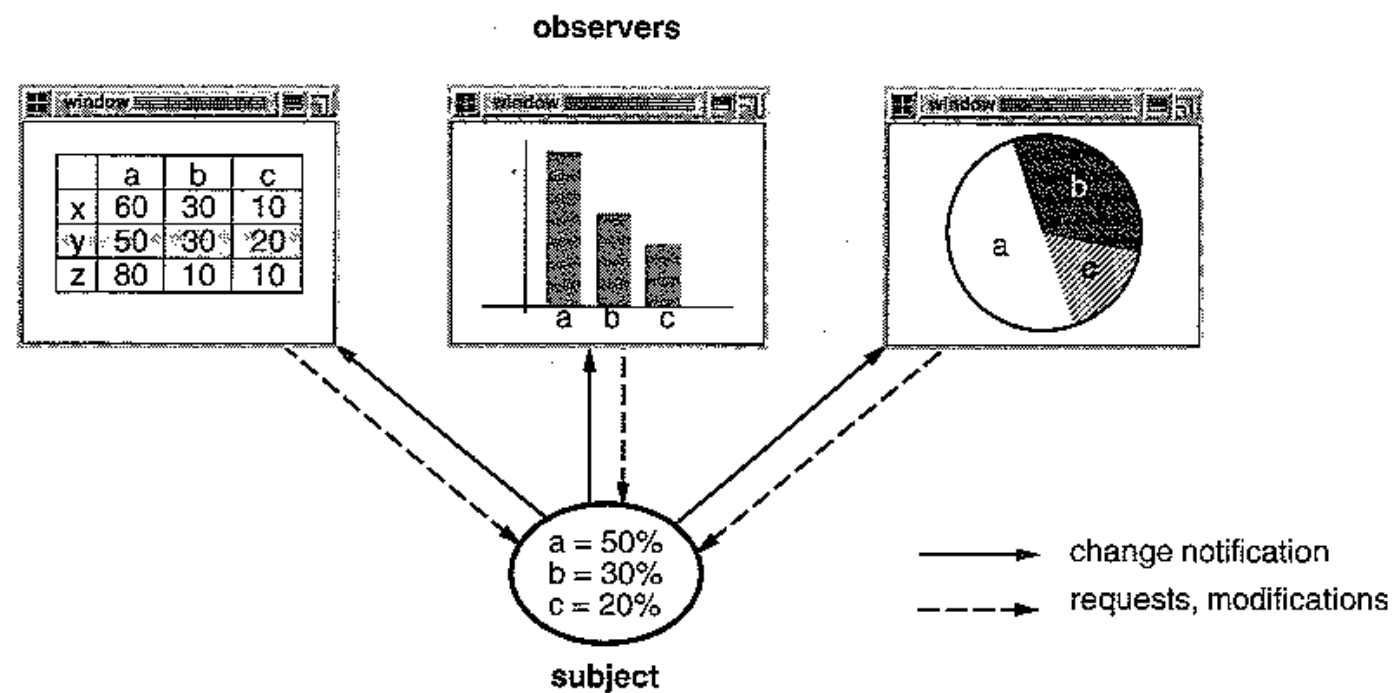 observers
window
a b c
x 60 30 10
y 50 30 20
z 80 10 10
window
a b c
window
a
b
c
a = 50%
b = 30%
c = 20%
subject
change notification
requests, modifications